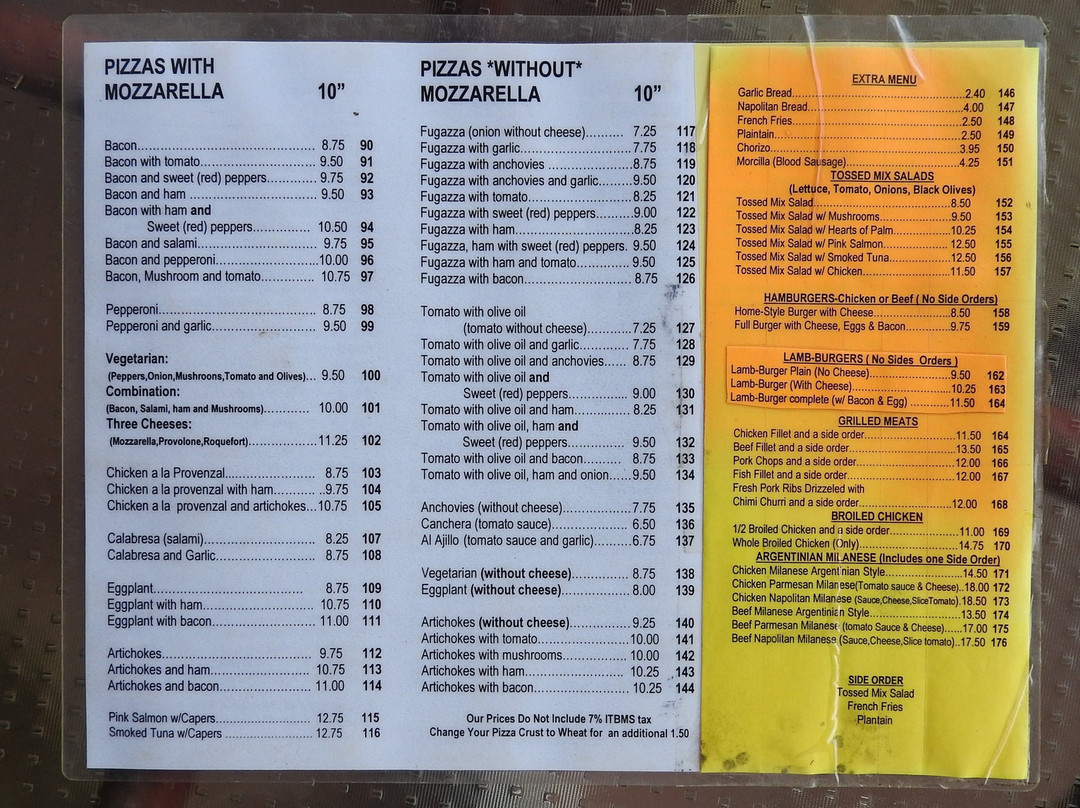 PIZZAS WITH
MOZZARELLA 10”
Bacon........ 8.75 90
Bacon with tomato........ 9.50 91
Bacon and sweet (red) peppers........ 9.75 92
Bacon and ham ........ 9.50 93
Bacon with ham and
Sweet (red) peppers........ 10.50 94
Bacon and salami........ 9.75 95
Bacon and pepperoni........ 10.00 96
Bacon, Mushroom and tomato........ 10.75 97
Pepperoni........ 8.75 98
Pepperoni and garlic........ 9.50 99
Vegetarian:
(Peppers,Onion,Mushroons,Tomato and Olives)... 9.50 100
Combination:
(Bacon, Salami, ham and Mushrooms)........ 10.00 101
Three Cheeses:
(Mozzarella,Provolone,Roquefort)........ 11.25 102
Chicken a la Provenzal........ 8.75 103
Chicken a la provenzal with ham........ ..9.75 104
Chicken a la provenzal and artichokes...10.75 105
Calabresa (salami)........ 8.25 107
Calabresa and Garlic........ 8.75 108
Eggplant........ 8.75 109
Eggplant with ham........ 10.75 110
Eggplant with bacon........ 11.00 111
Artichokes........ 9.75 112
Artichokes and ham........ 10.75 113
Artichokes and bacon........ 11.00 114
Pink Salmon w/Capers........ 12.75 115
Smoked Tuna w/Capers ........ 12.75 116
PIZZAS *WITHOUT*
MOZZARELLA 10”
Fugazza (onion without cheese)........ 7.25 117
Fugazza with garlic........ 7.75 118
Fugazza with anchovies ........ 8.75 119
Fugazza with anchovies and garlic........9.50 120
Fugazza with tomato........ 8.25 121
Fugazza with sweet (red) peppers........9.00 122
Fugazza with ham........8.25 123
Fugazza, ham with sweet (red) peppers. 9.50 124
Fugazza with ham and tomato........ 9.50 125
Fugazza with bacon........ 8.75 126
Tomato with olive oil
(tomato without cheese)........7.25 127
Tomato with olive oil and garlic........ 7.75 128
Tomato with olive oil and anchovies........ 8.75 129
Tomato with olive oil and
Sweet (red) peppers........ 9.00 130
Tomato with olive oil and ham........ 8.25 131
Tomato with olive oil, ham and
Sweet (red) peppers........ 9.50 132
Tomato with olive oil and bacon........ 8.75 133
Tomato with olive oil, ham and onion......9.50 134
Anchovies (without cheese)........ 7.75 135
Canchera (tomato sauce)........ 6.50 136
Al Ajillo (tomato sauce and garlic)........6.75 137
Vegetarian (without cheese)........ 8.75 138
Eggplant (without cheese)........ 8.00 139
Artichokes (without cheese)........ 9.25 140
Artichokes with tomato........ 10.00 141
Artichokes with mushrooms........ 10.00 142
Artichokes with ham........ 10.25 143
Artichokes with bacon........ 10.25 144
Our Prices Do Not Include 7% ITBMS tax
Change Your Pizza Crust to Wheat for an additional 1.50
EXTRA MENU
Garlic Bread........2.40 146
Napolitan Bread........4.00 147
French Fries........2.50 148
Plaintain........2.50 149
Chorizo........3.95 150
Morcilla (Blood Sausage)........4.25 151
TOSSED MIX SALADS
(Lettuce, Tomato, Onions, Black Olives)
Tossed Mix Salad........8.50 152
Tossed Mix Salad w/ Mushrooms........9.50 153
Tossed Mix Salad w/ Hearts of Palm........10.25 154
Tossed Mix Salad w/ Pink Salmon........12.50 155
Tossed Mix Salad w/ Smoked Tuna........12.50 156
Tossed Mix Salad w/ Chicken........11.50 157
HAMBURGERS-Chicken or Beef ( No Side Orders)
Home-Style Burger with Cheese........8.50 158
Full Burger with Cheese, Eggs & Bacon........9.75 159
LAMB-BURGERS ( No Sides Orders )
Lamb-Burger Plain (No Cheese)........9.50 162
Lamb-Burger (With Cheese)........10.25 163
Lamb-Burger complete (w/ Bacon & Egg) ........11.50 164
GRILLED MEATS
Chicken Fillet and a side order........11.50 164
Beef Fillet and a side order........13.50 165
Pork Chops and a side order........12.00 166
Fish Fillet and a side order........12.00 167
Fresh Pork Ribs Drizzeled with
Chimi Churri and a side order........12.00 168
BROILED CHICKEN
1/2 Broiled Chicken and a side order........11.00 169
Whole Broiled Chicken (Only)........14.75 170
ARGENTINIAN MILANESE (Includes one Side Order)
Chicken Milanese Argentinian Style........14.50 171
Chicken Parmesan Milanese(Tomato sauce & Cheese)..18.00 172
Chicken Napolitan Milanese (Sauce,Cheese,SliceTomato).18.50 173
Beef Milanese Argentinian Style........13.50 174
Beef Parmesan Milanese (tomato Sauce & Cheese)......17.00 175
Beef Napolitan Milanese (Sauce,Cheese,Slice tomato)..17.50 176
SIDE ORDER
Tossed Mix Salad
French Fries
Plantain